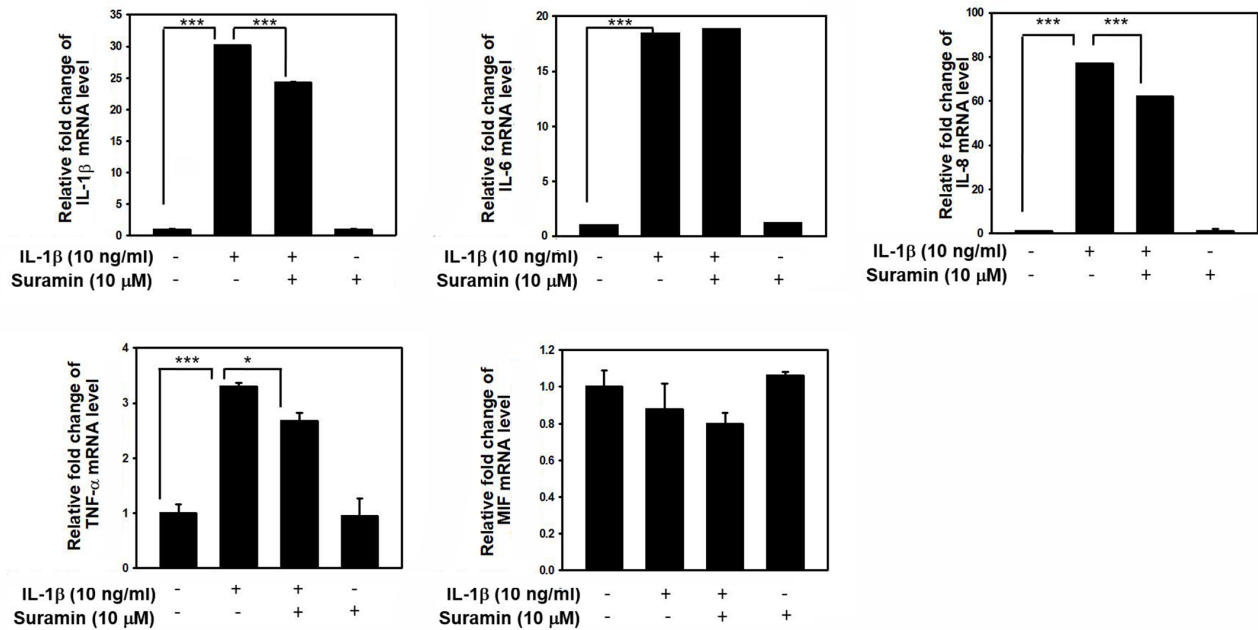 Relative fold change of
IL-1β mRNA level
35
30
25
20
15
10
5
0
*** ***
IL-1β (10 ng/ml) - + + -
Suramin (10 μM) - - + +
Relative fold change of
IL-6 mRNA level
20
15
10
5
0
***
IL-1β (10 ng/ml) - + + -
Suramin (10 μM) - - + +
Relative fold change of
IL-8 mRNA level
100
80
60
40
20
0
*** ***
IL-1β (10 ng/ml) - + + -
Suramin (10 μM) - - + +
Relative fold change of
TNF-α mRNA level
4
3
2
1
0
*** *
IL-1β (10 ng/ml) - + + -
Suramin (10 μM) - - + +
Relative fold change of
MIF mRNA level
1.2
1.0
0.8
0.6
0.4
0.2
0.0
IL-1β (10 ng/ml) - + + -
Suramin (10 μM) - - + +